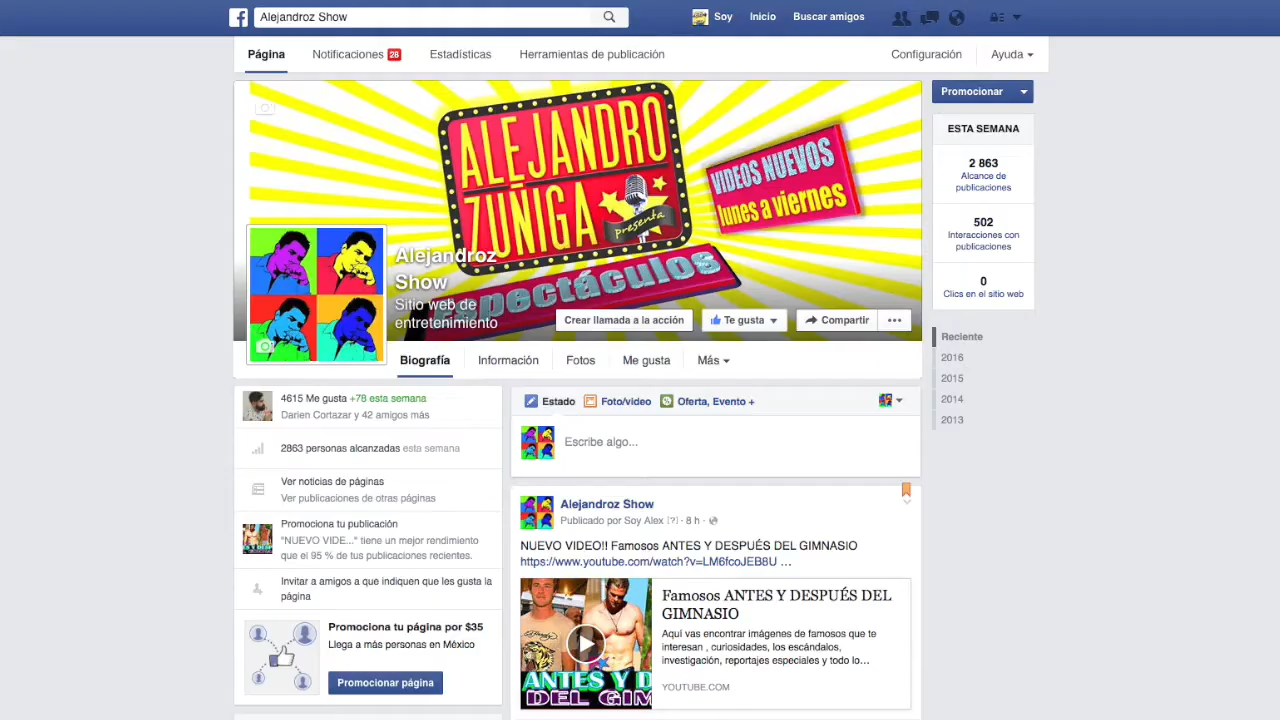 Alejandroz Show
Soy
Inicio
Buscar amigos
Página
Notificaciones 28
Estadísticas
Herramientas de publicación
Configuración
Ayuda
ALEJANDRO
ZUÑIGA
presenta
Espectáculos
VIDEOS NUEVOS
lunes a viernes
Alejandroz
Show
Sitio web de
entretenimiento
Crear llamada a la acción
Te gusta
Compartir
Biografía
Información
Fotos
Me gusta
Más
Promocionar
ESTA SEMANA
2 863
Alcance de
publicaciones
502
Interacciones con
publicaciones
0
Clics en el sitio web
Reciente
2016
2015
2014
2013
4615 Me gusta +78 esta semana
Darien Cortazar y 42 amigos más
2863 personas alcanzadas esta semana
Ver noticias de páginas
Ver publicaciones de otras páginas
Promociona tu publicación
"NUEVO VIDE..." tiene un mejor rendimiento
que el 95 % de tus publicaciones recientes.
Invitar a amigos a que indiquen que les gusta la
página
Promociona tu página por $35
Llega a más personas en México
Promocionar página
Estado
Foto/video
Oferta, Evento +
Escribe algo...
Alejandroz Show
Publicado por Soy Alex [?] · 8 h ·
NUEVO VIDEO!! Famosos ANTES Y DESPUÉS DEL GIMNASIO
https://www.youtube.com/watch?v=LM6fcoJEB8U ...
Famosos ANTES Y DESPUÉS DEL
GIMNASIO
Aquí vas encontrar imágenes de famosos que te
interesan , curiosidades, los escándalos,
investigación, reportajes especiales y todo lo...
YOUTUBE.COM
ANTES Y D
DEL GIM